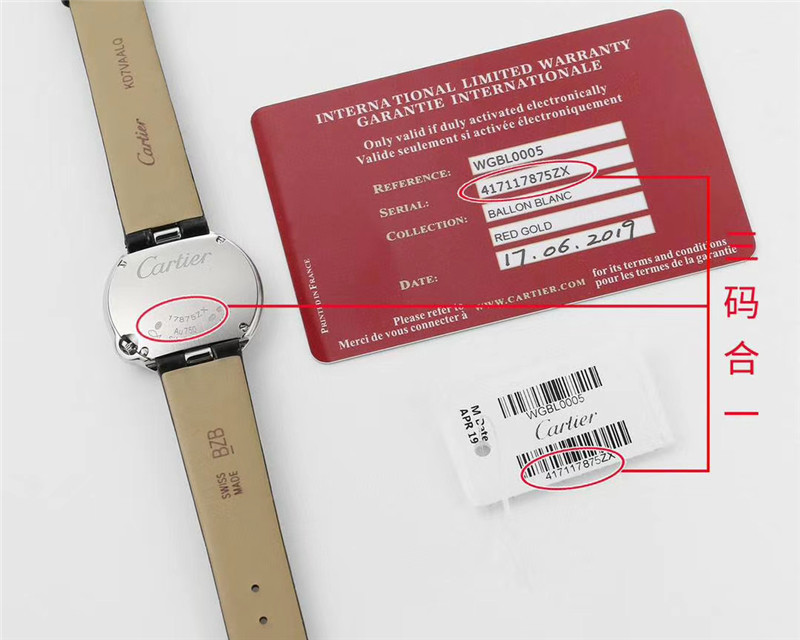 KD7VAALQ
Cartier
Cartier
17875ZX
Au750
BZB
SWISS
MADE
INTERNATIONAL LIMITED WARRANTY
GARANTIE INTERNATIONALE
Only valid if duly activated electronically
Valide seulement si activée électroniquement
REFERENCE: WGBL0005
SERIAL: 417117875ZX
COLLECTION: BALLON BLANC
RED GOLD
DATE: 17.06.2019
Please refer to WWW.CARTIER.COM for its terms and conditions
Merci de vous connecter à pour les termes de la garantie
PRINTED IN FRANCE
三码合一
WGBL0005
Cartier
417117875ZX
M Date
APR 19